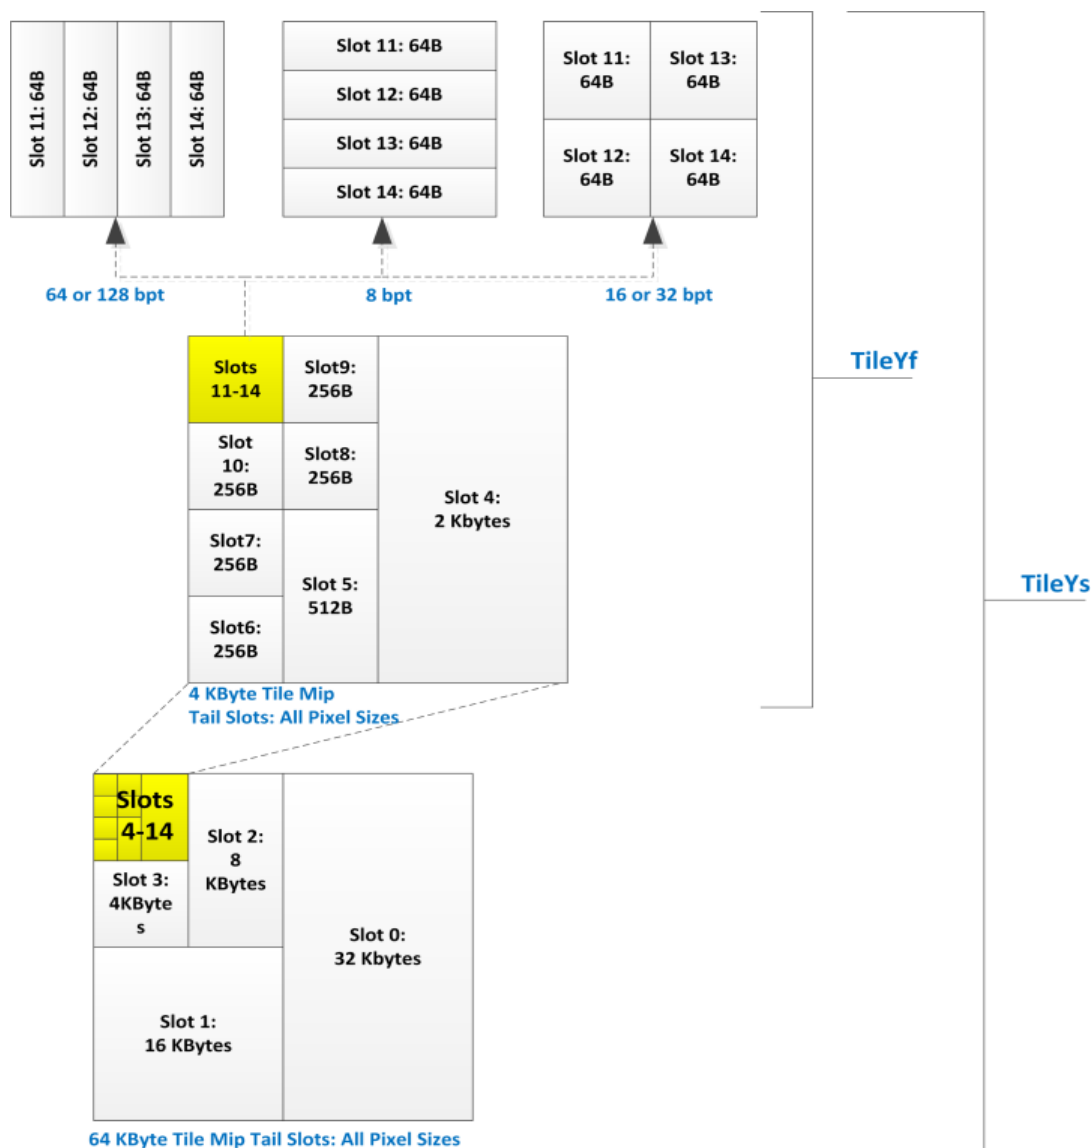 Slot 11: 64B
Slot 12: 64B
Slot 13: 64B
Slot 14: 64B
Slot 11: 64B
Slot 12: 64B
Slot 13: 64B
Slot 14: 64B
Slot 11:
64B
Slot 13:
64B
Slot 12:
64B
Slot 14:
64B
64 or 128 bpt
8 bpt
16 or 32 bpt
Slots
11-14
Slot9:
256B
Slot
10:
256B
Slot8:
256B
Slot 4:
2 Kbytes
Slot7:
256B
Slot 5:
512B
Slot6:
256B
TileYf
TileYs
4 KByte Tile Mip
Tail Slots: All Pixel Sizes
Slots
4-14
Slot 2:
8
KBytes
Slot 3:
4KByte
s
Slot 0:
32 Kbytes
Slot 1:
16 KBytes
64 KByte Tile Mip Tail Slots: All Pixel Sizes